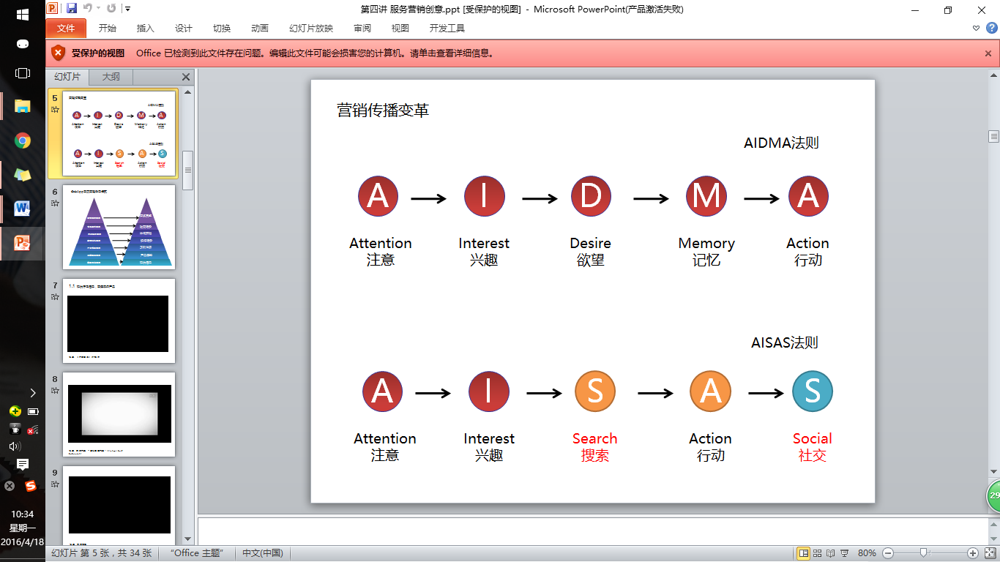 第四讲 服务营销创意.ppt [受保护的视图] - Microsoft PowerPoint(产品激活失败)
文件 开始 插入 设计 切换 动画 幻灯片放映 审阅 视图 开发工具
受保护的视图 Office 已检测到此文件存在问题。编辑此文件可能会损害您的计算机。请单击查看详细信息。
幻灯片 大纲
5
6
7
8
9
营销传播变革
AIDMA法则
A I D M A
Attention Interest Desire Memory Action
注意 兴趣 欲望 记忆 行动
AISAS法则
A I S A S
Attention Interest Search Action Social
注意 兴趣 搜索 行动 社交
29
10:34
星期一
2016/4/18
幻灯片 第 5 张，共 34 张 “Office 主题” 中文(中国) 80%